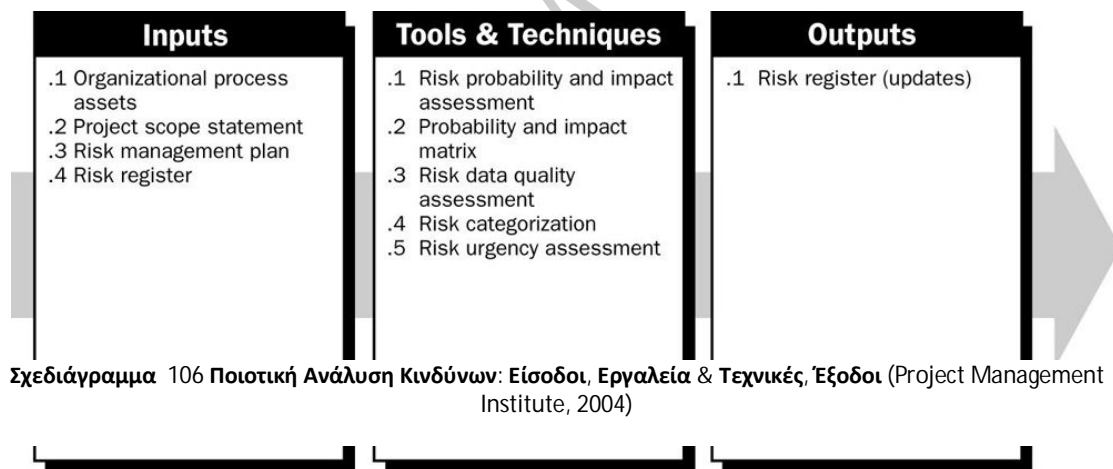 Inputs
.1 Organizational process
assets
.2 Project scope statement
.3 Risk management plan
.4 Risk register
Tools & Techniques
.1 Risk probability and impact
assessment
.2 Probability and impact
matrix
.3 Risk data quality
assessment
.4 Risk categorization
.5 Risk urgency assessment
Outputs
.1 Risk register (updates)
Σχεδιάγραμμα 106 Ποιοτική Ανάλυση Κινδύνων: Είσοδοι, Εργαλεία & Τεχνικές, Έξοδοι (Project Management
Institute, 2004)